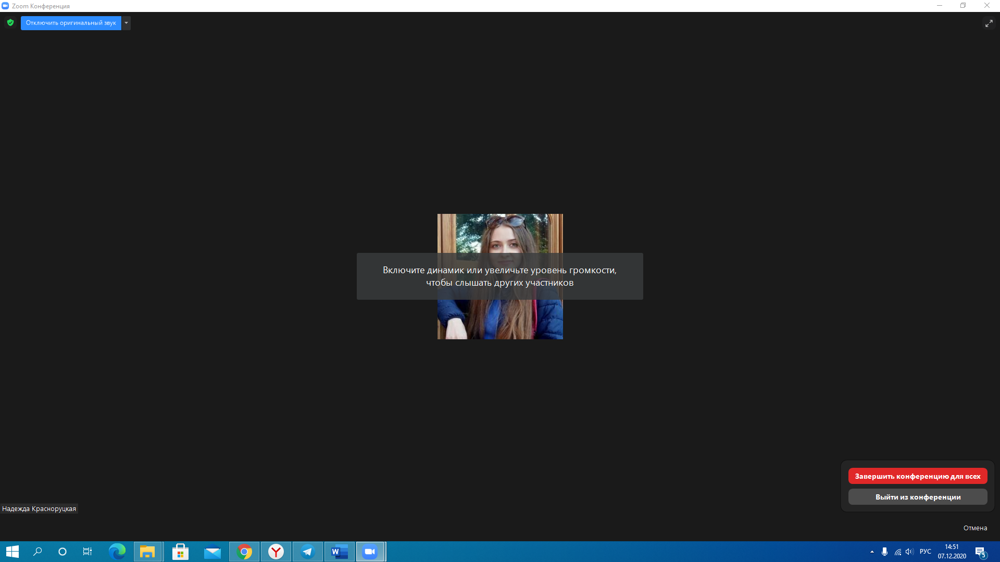 Zoom Конференция
Отключить оригинальный звук
Включите динамик или увеличьте уровень громкости,
чтобы слышать других участников
Завершить конференцию для всех
Выйти из конференции
Надежда Красноруцкая
Отмена
W
РУС
14:51
07.12.2020
5